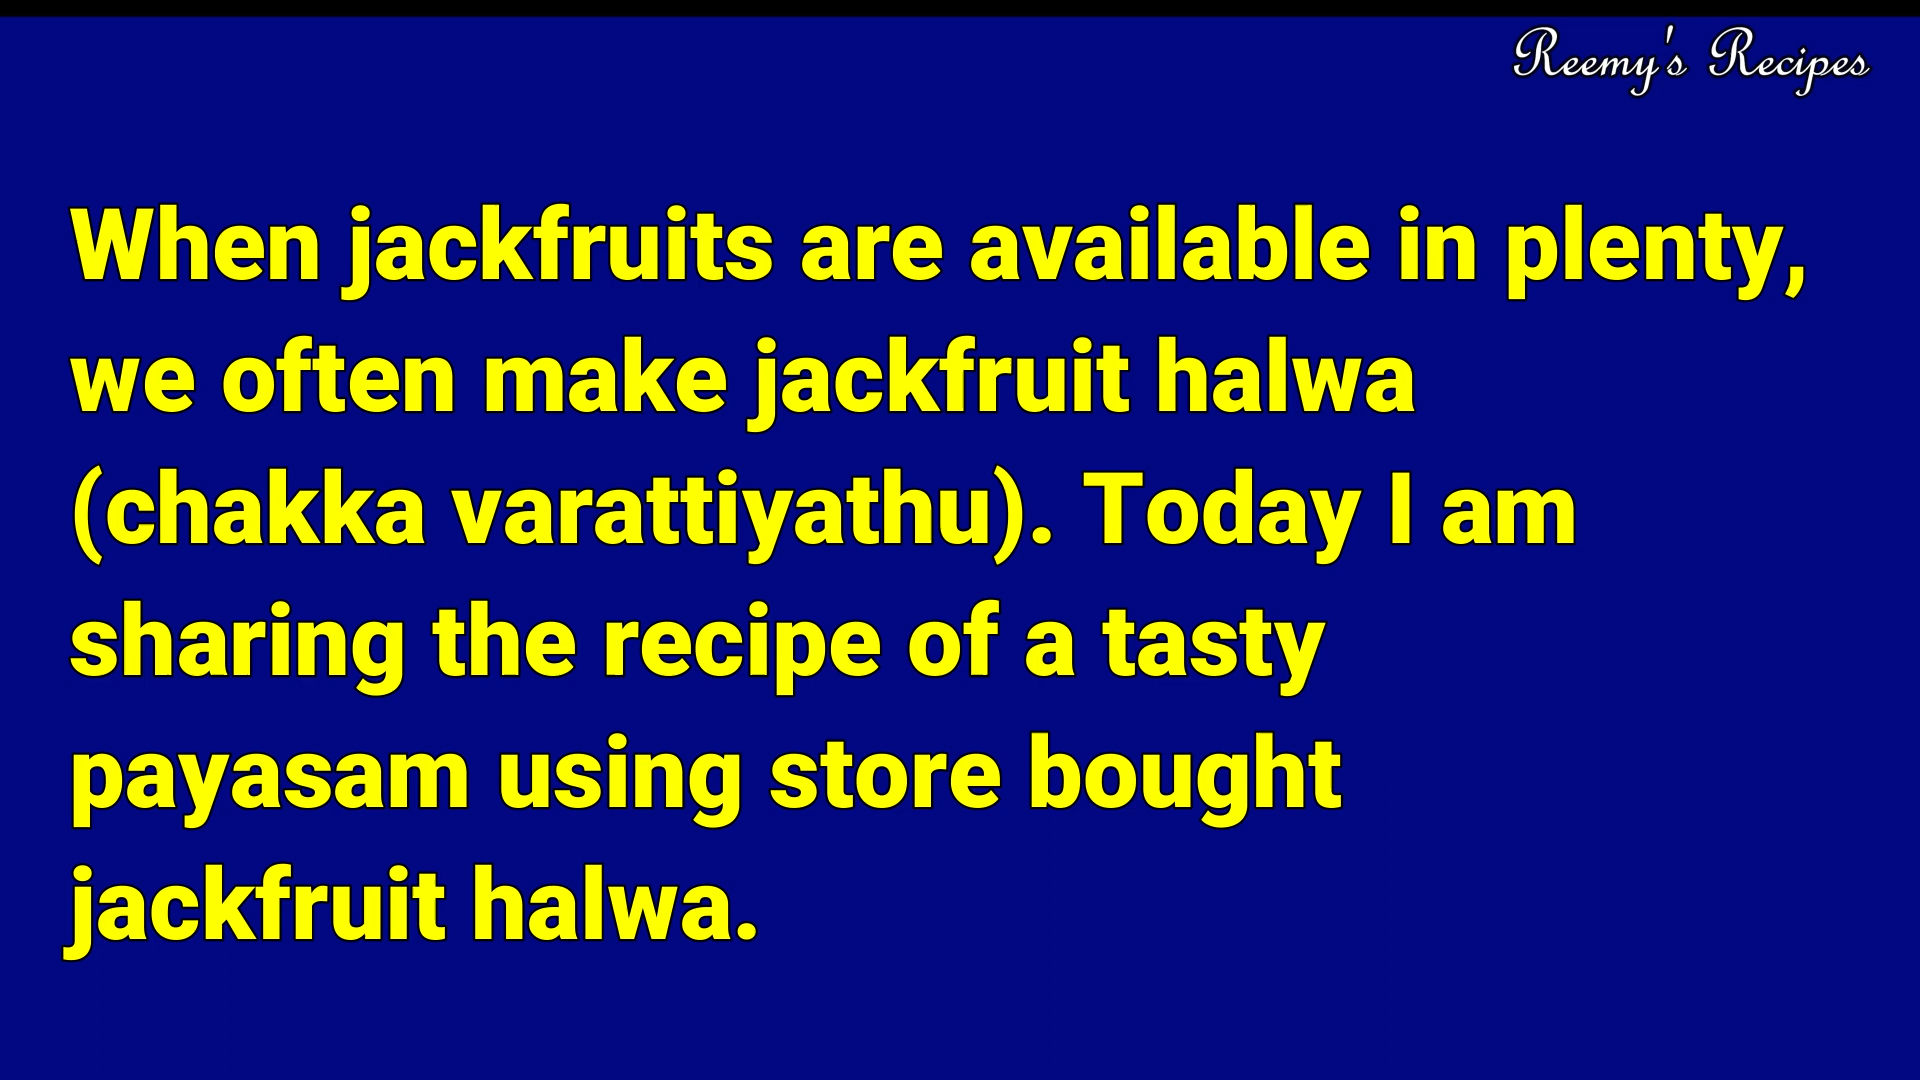 Reemy's Recipes
When jackfruits are available in plenty,
we often make jackfruit halwa
(chakka varattiyathu). Today I am
sharing the recipe of a tasty
payasam using store bought
jackfruit halwa.